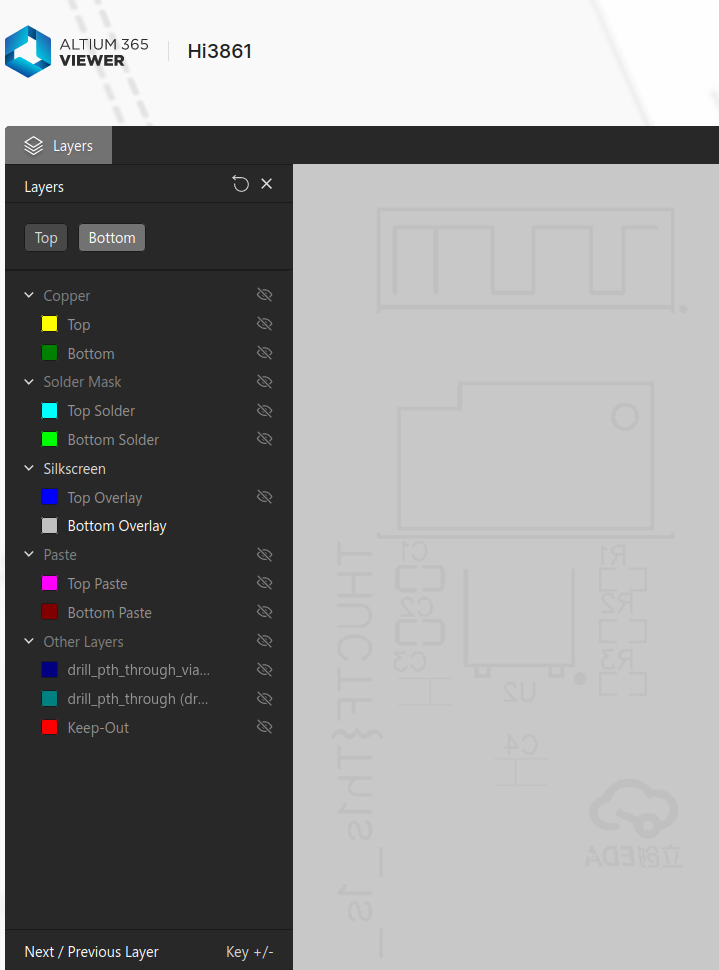 ALTIUM 365
VIEWER
Hi3861
Layers
Layers
Top
Bottom
Copper
Top
Bottom
Solder Mask
Top Solder
Bottom Solder
Silkscreen
Top Overlay
Bottom Overlay
Paste
Top Paste
Bottom Paste
Other Layers
drill_pth_through_via...
drill_pth_through (dr...
Keep-Out
Next / Previous Layer
Key +/-
C1
R1
C2
R2
C3
R3
U2
C4
THUCTF{Th1s_1s_
立创EDA